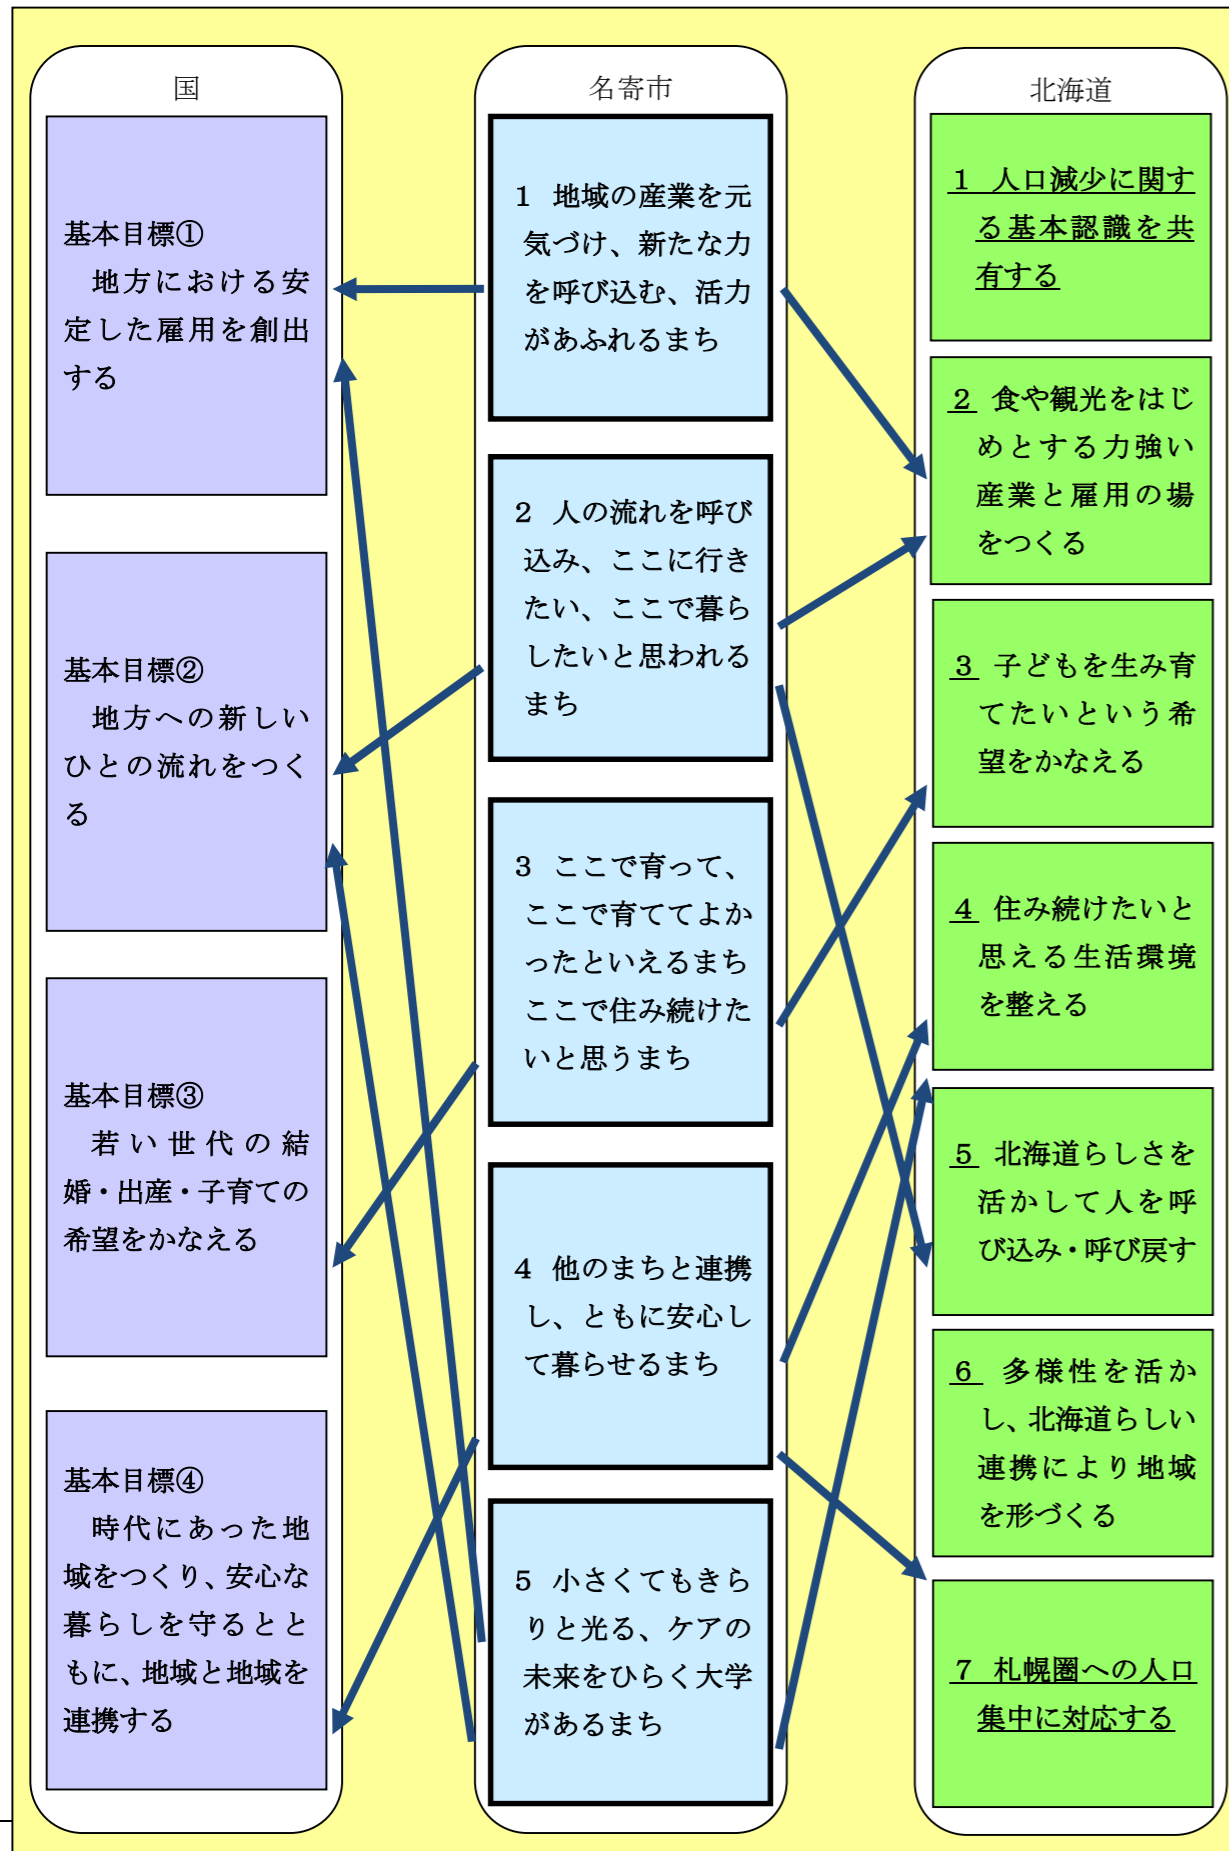 国
基本目標①
地方における安
定した雇用を創出
する
基本目標②
地方への新しい
ひとの流れをつく
る
基本目標③
若い世代の結
婚・出産・子育ての
希望をかなえる
基本目標④
時代にあった地
域をつくり、安心な
暮らしを守るとと
もに、地域と地域を
連携する
名寄市
１ 地域の産業を元
気づけ、新たな力
を呼び込む、活力
があふれるまち
２ 人の流れを呼び
込み、ここに行き
たい、ここで暮ら
したいと思われる
まち
３ ここで育って、
ここで育ててよか
ったといえるまち
ここで住み続けた
いと思うまち
４ 他のまちと連携
し、ともに安心し
て暮らせるまち
５ 小さくてもきら
りと光る、ケアの
未来をひらく大学
があるまち
北海道
１ 人口減少に関す
る基本認識を共
有する
２ 食や観光をはじ
めとする力強い
産業と雇用の場
をつくる
３ 子どもを生み育
てたいという希
望をかなえる
４ 住み続けたいと
思える生活環境
を整える
５ 北海道らしさを
活かして人を呼
び込み・呼び戻す
６ 多様性を活か
し、北海道らしい
連携により地域
を形づくる
７ 札幌圏への人口
集中に対応する